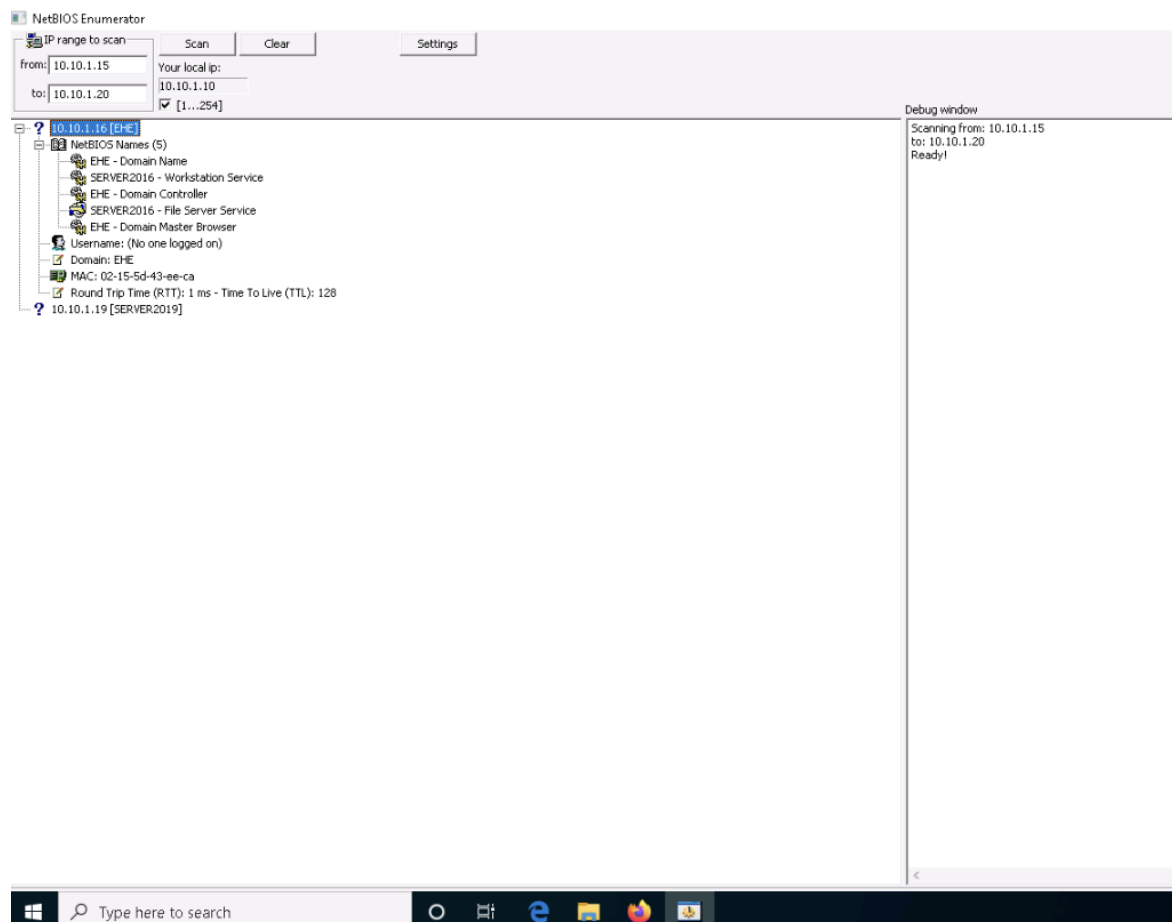 NetBIOS Enumerator
IP range to scan
Scan
Clear
Settings
from: 10.10.1.15
Your local ip:
10.10.1.10
to: 10.10.1.20
[1...254]
Debug window
10.10.1.16 [EHE]
NetBIOS Names (5)
EHE - Domain Name
SERVER2016 - Workstation Service
EHE - Domain Controller
SERVER2016 - File Server Service
EHE - Domain Master Browser
Username: (No one logged on)
Domain: EHE
MAC: 02-15-5d-43-ee-ca
Round Trip Time (RTT): 1 ms - Time To Live (TTL): 128
10.10.1.19 [SERVER2019]
Scanning from: 10.10.1.15
to: 10.10.1.20
Ready!
Type here to search